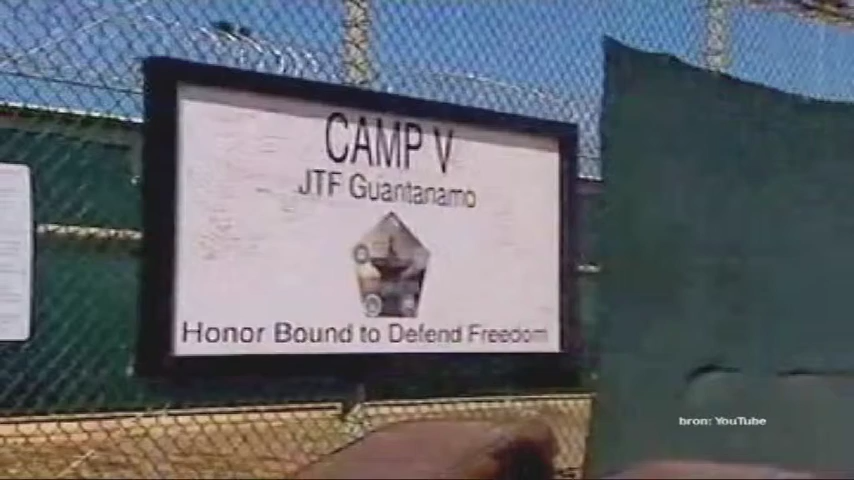 CAMP V
JTF Guantanamo
Honor Bound to Defend Freedom
bron: YouTube